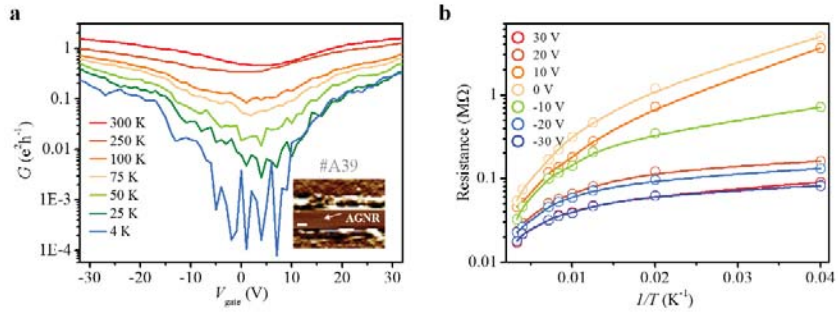 a
G (e²h⁻¹)
1
0.1
0.01
1E-3
1E-4
300 K
250 K
100 K
75 K
50 K
25 K
4 K
#A39
AGNR
-30 -20 -10 0 10 20 30
V_gate (V)
b
Resistance (MΩ)
1
0.1
0.01
30 V
20 V
10 V
0 V
-10 V
-20 V
-30 V
0.01 0.02 0.03 0.04
1/T (K⁻¹)